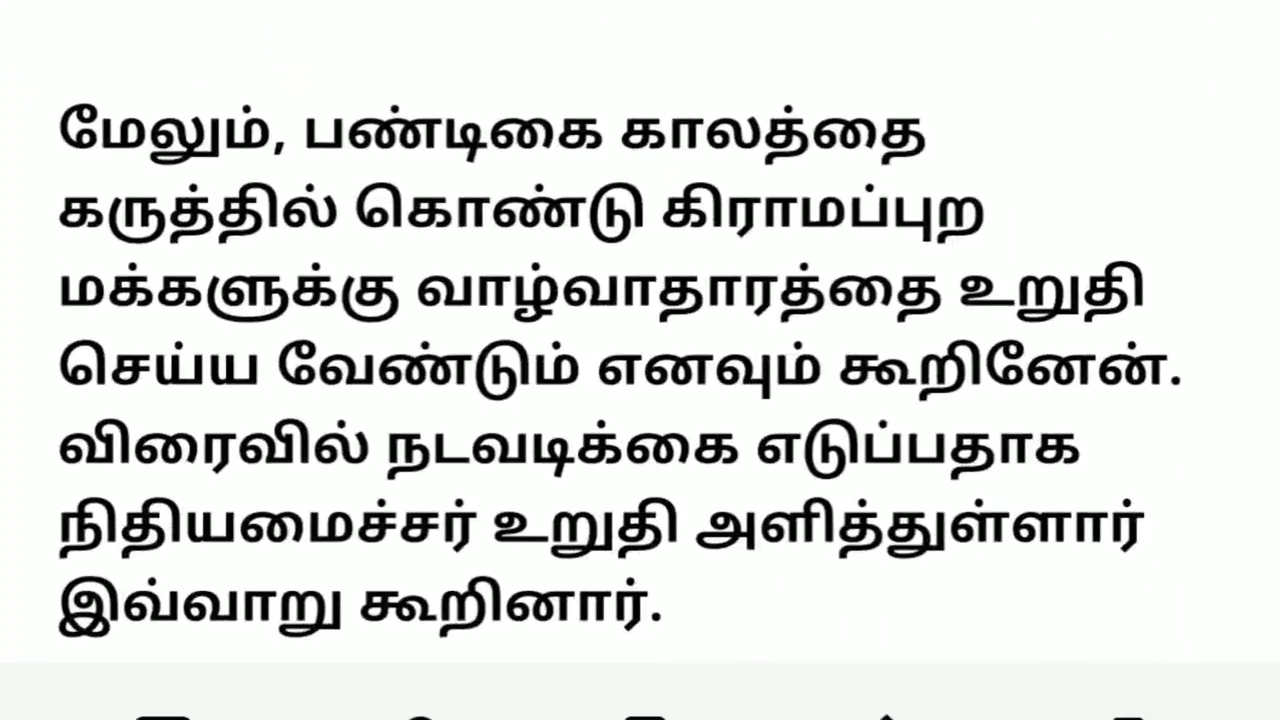 மேலும், பண்டிகை காலத்தை
கருத்தில் கொண்டு கிராமப்புற
மக்களுக்கு வாழ்வாதாரத்தை உறுதி
செய்ய வேண்டும் எனவும் கூறினேன்.
விரைவில் நடவடிக்கை எடுப்பதாக
நிதியமைச்சர் உறுதி அளித்துள்ளார்
இவ்வாறு கூறினார்.